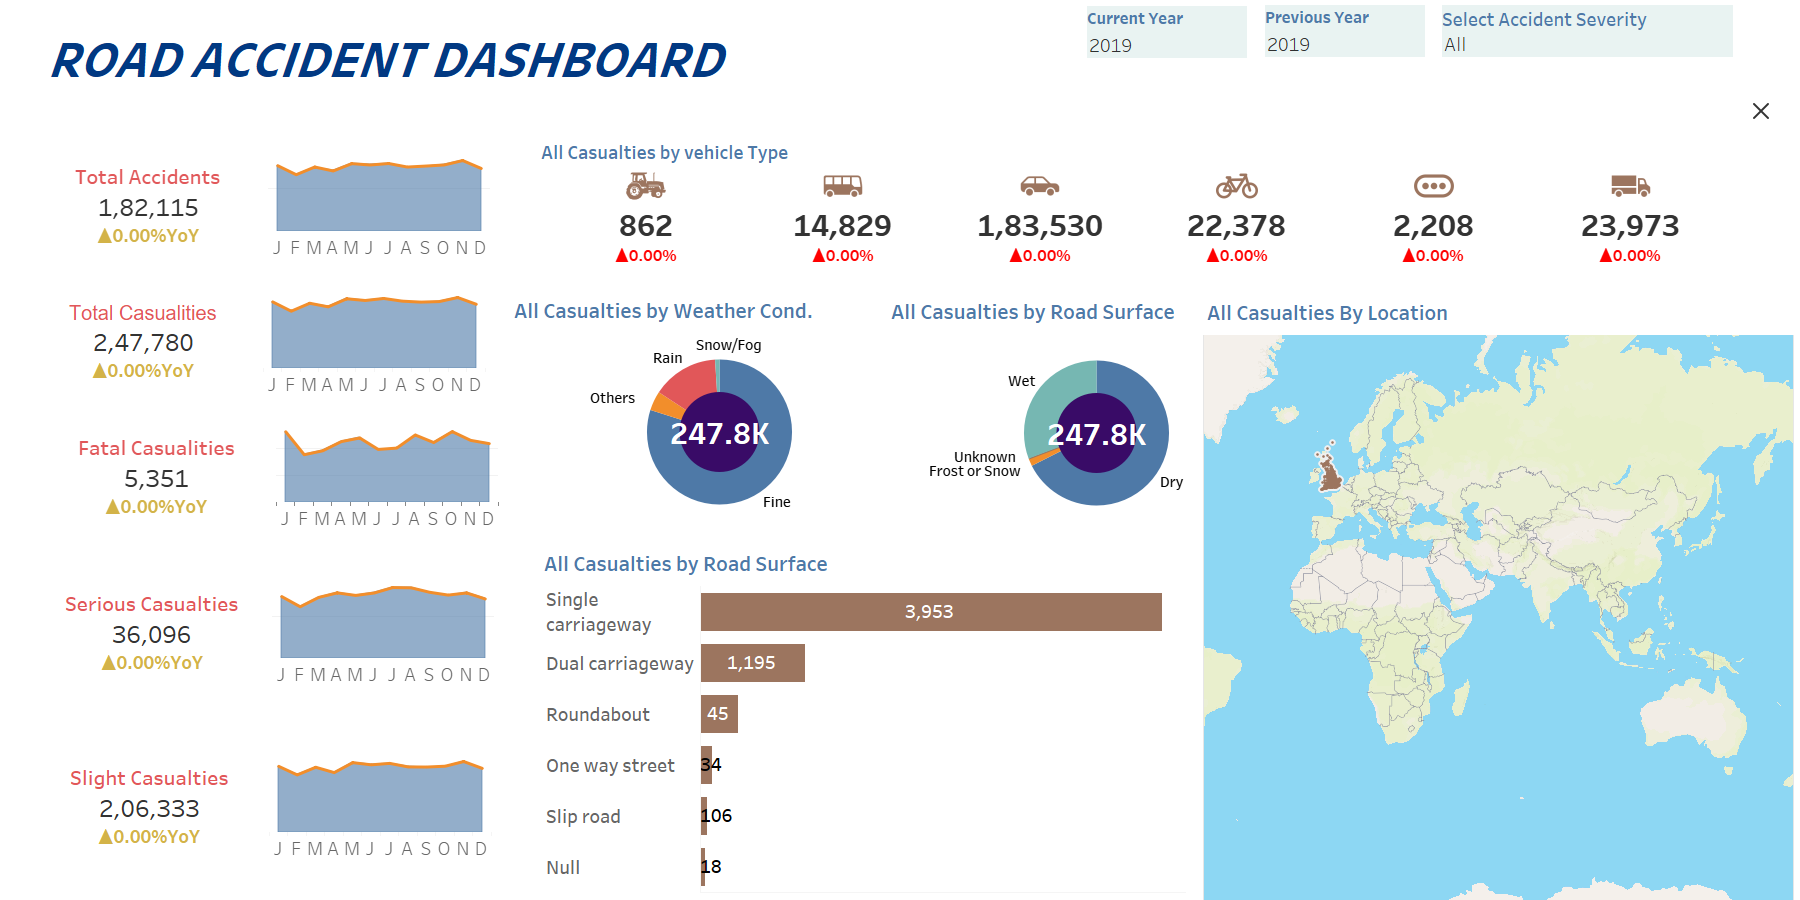 ROAD ACCIDENT DASHBOARD
Current Year
2019
Previous Year
2019
Select Accident Severity
All
Total Accidents
1,82,115
▲0.00%YoY
J F M A M J J A S O N D
Total Casualities
2,47,780
▲0.00%YoY
J F M A M J J A S O N D
Fatal Casualities
5,351
▲0.00%YoY
J F M A M J J A S O N D
Serious Casualties
36,096
▲0.00%YoY
J F M A M J J A S O N D
Slight Casualties
2,06,333
▲0.00%YoY
J F M A M J J A S O N D
All Casualties by vehicle Type
862 14,829 1,83,530 22,378 2,208 23,973
▲0.00% ▲0.00% ▲0.00% ▲0.00% ▲0.00% ▲0.00%
All Casualties by Weather Cond.
Snow/Fog
Rain
Others
247.8K
Fine
All Casualties by Road Surface
Wet
247.8K
Unknown
Frost or Snow
Dry
All Casualties By Location
All Casualties by Road Surface
Single
carriageway 3,953
Dual carriageway 1,195
Roundabout 45
One way street 34
Slip road 106
Null 18